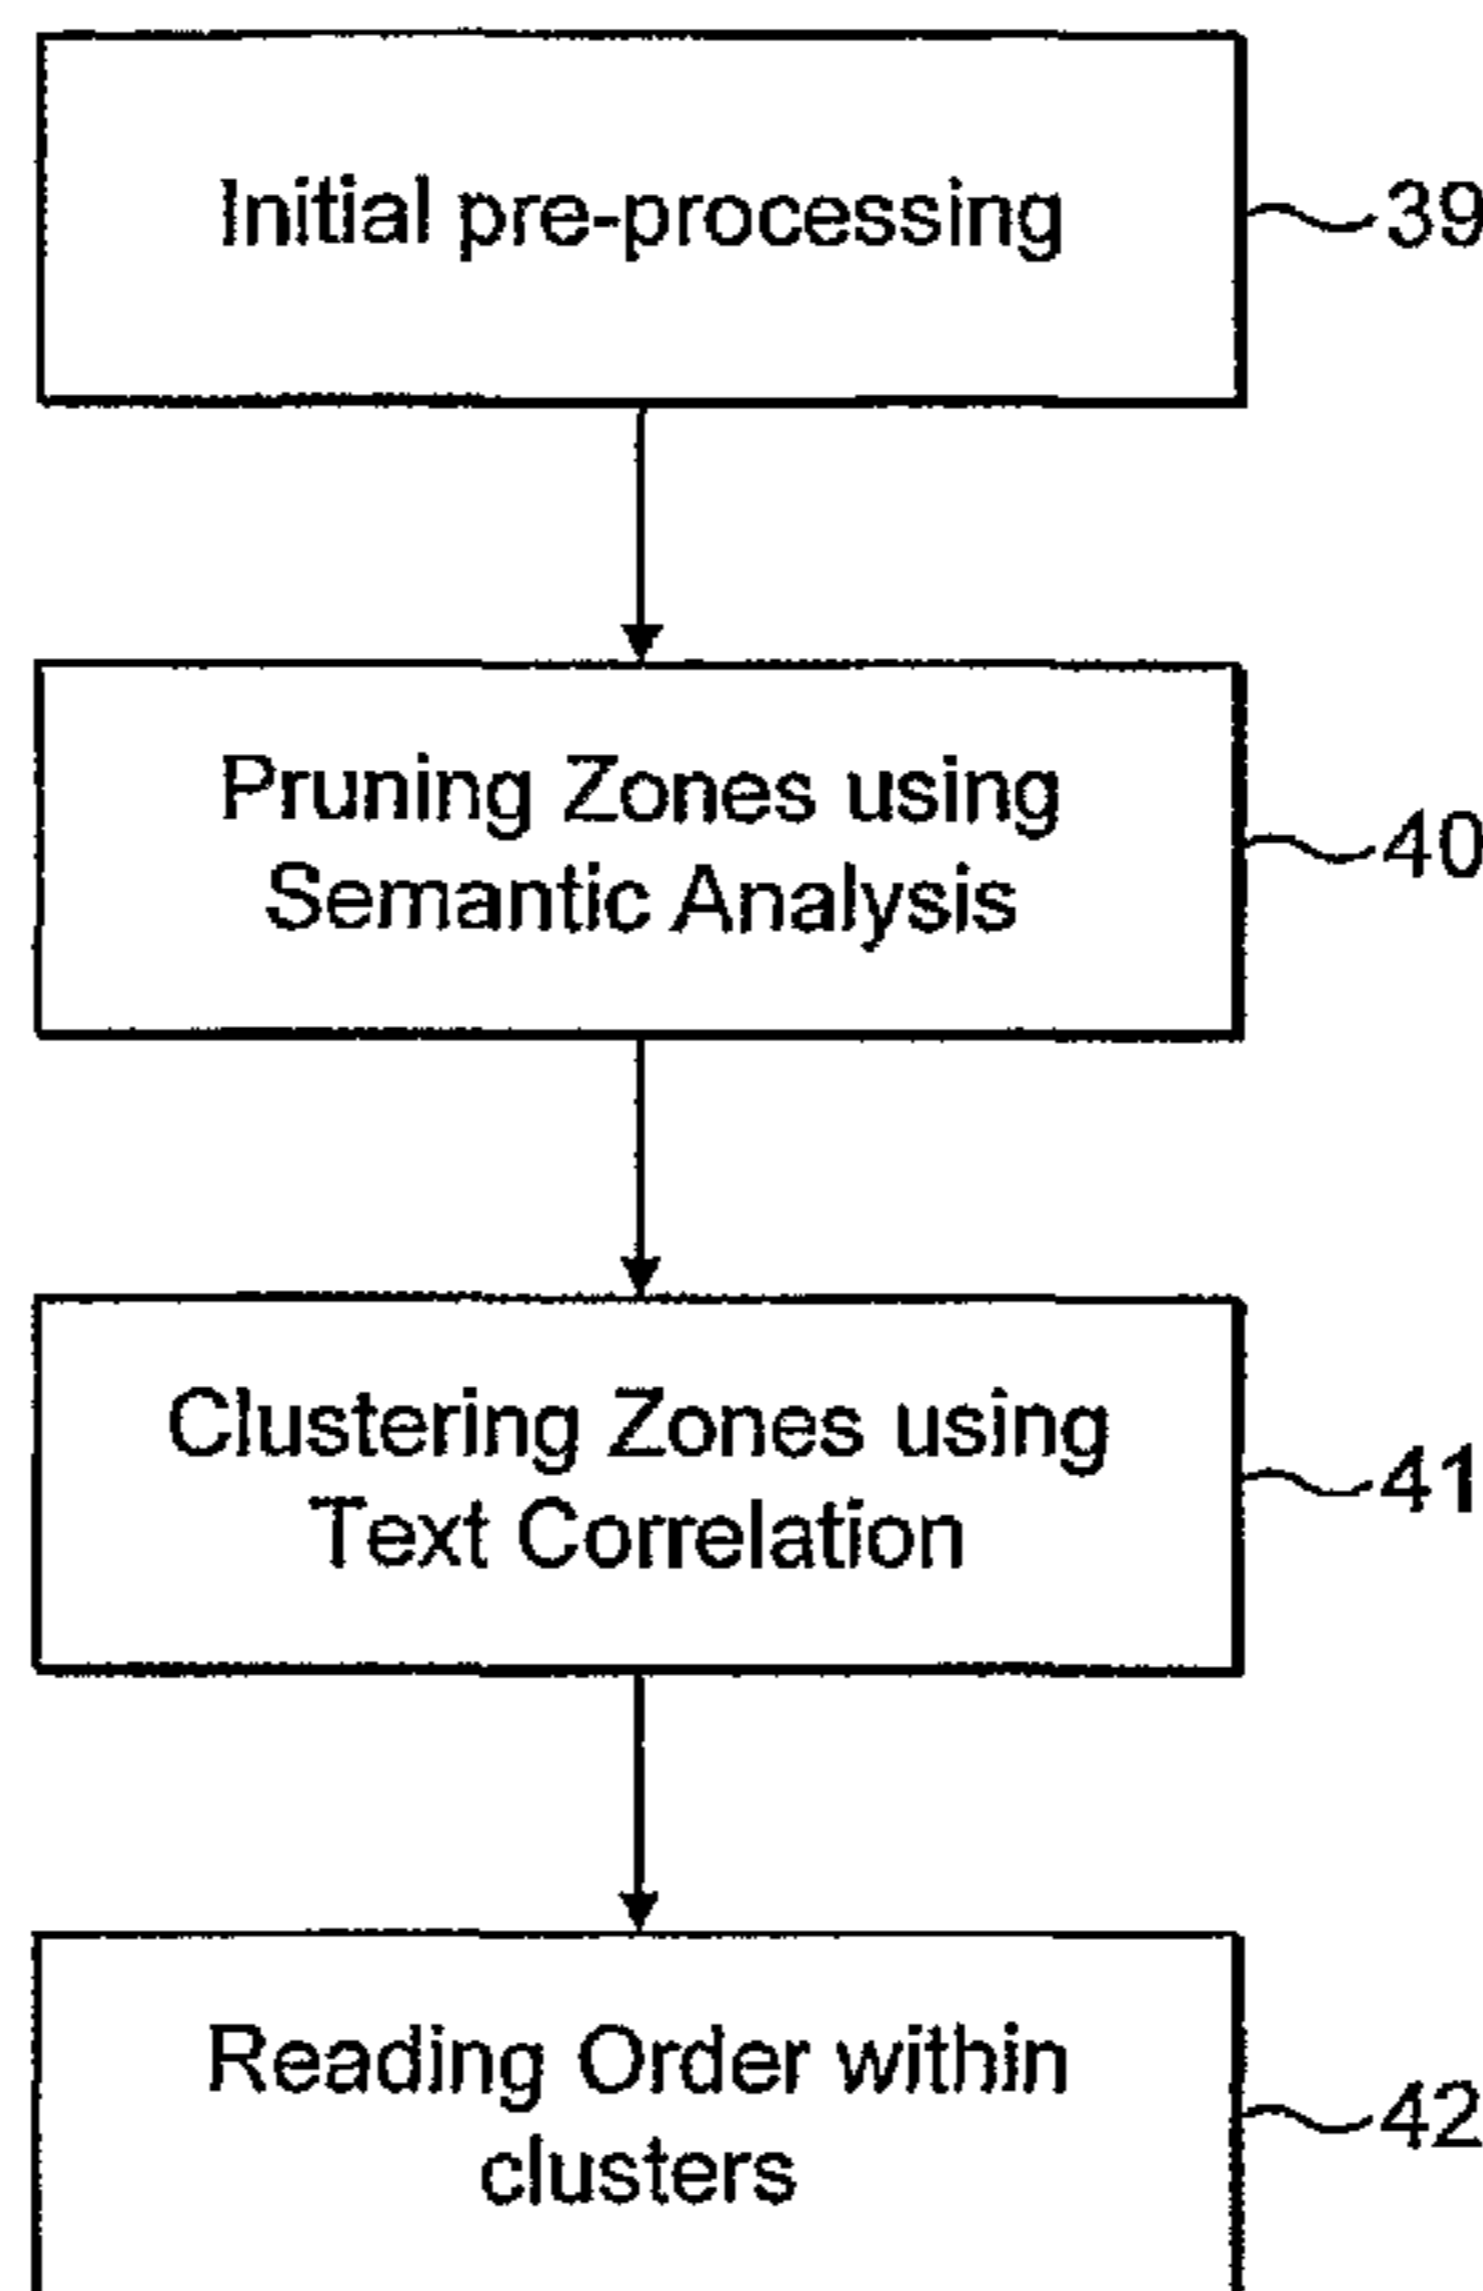 Initial pre-processing
39
Pruning Zones using
Semantic Analysis
40
Clustering Zones using
Text Correlation
41
Reading Order within
clusters
42